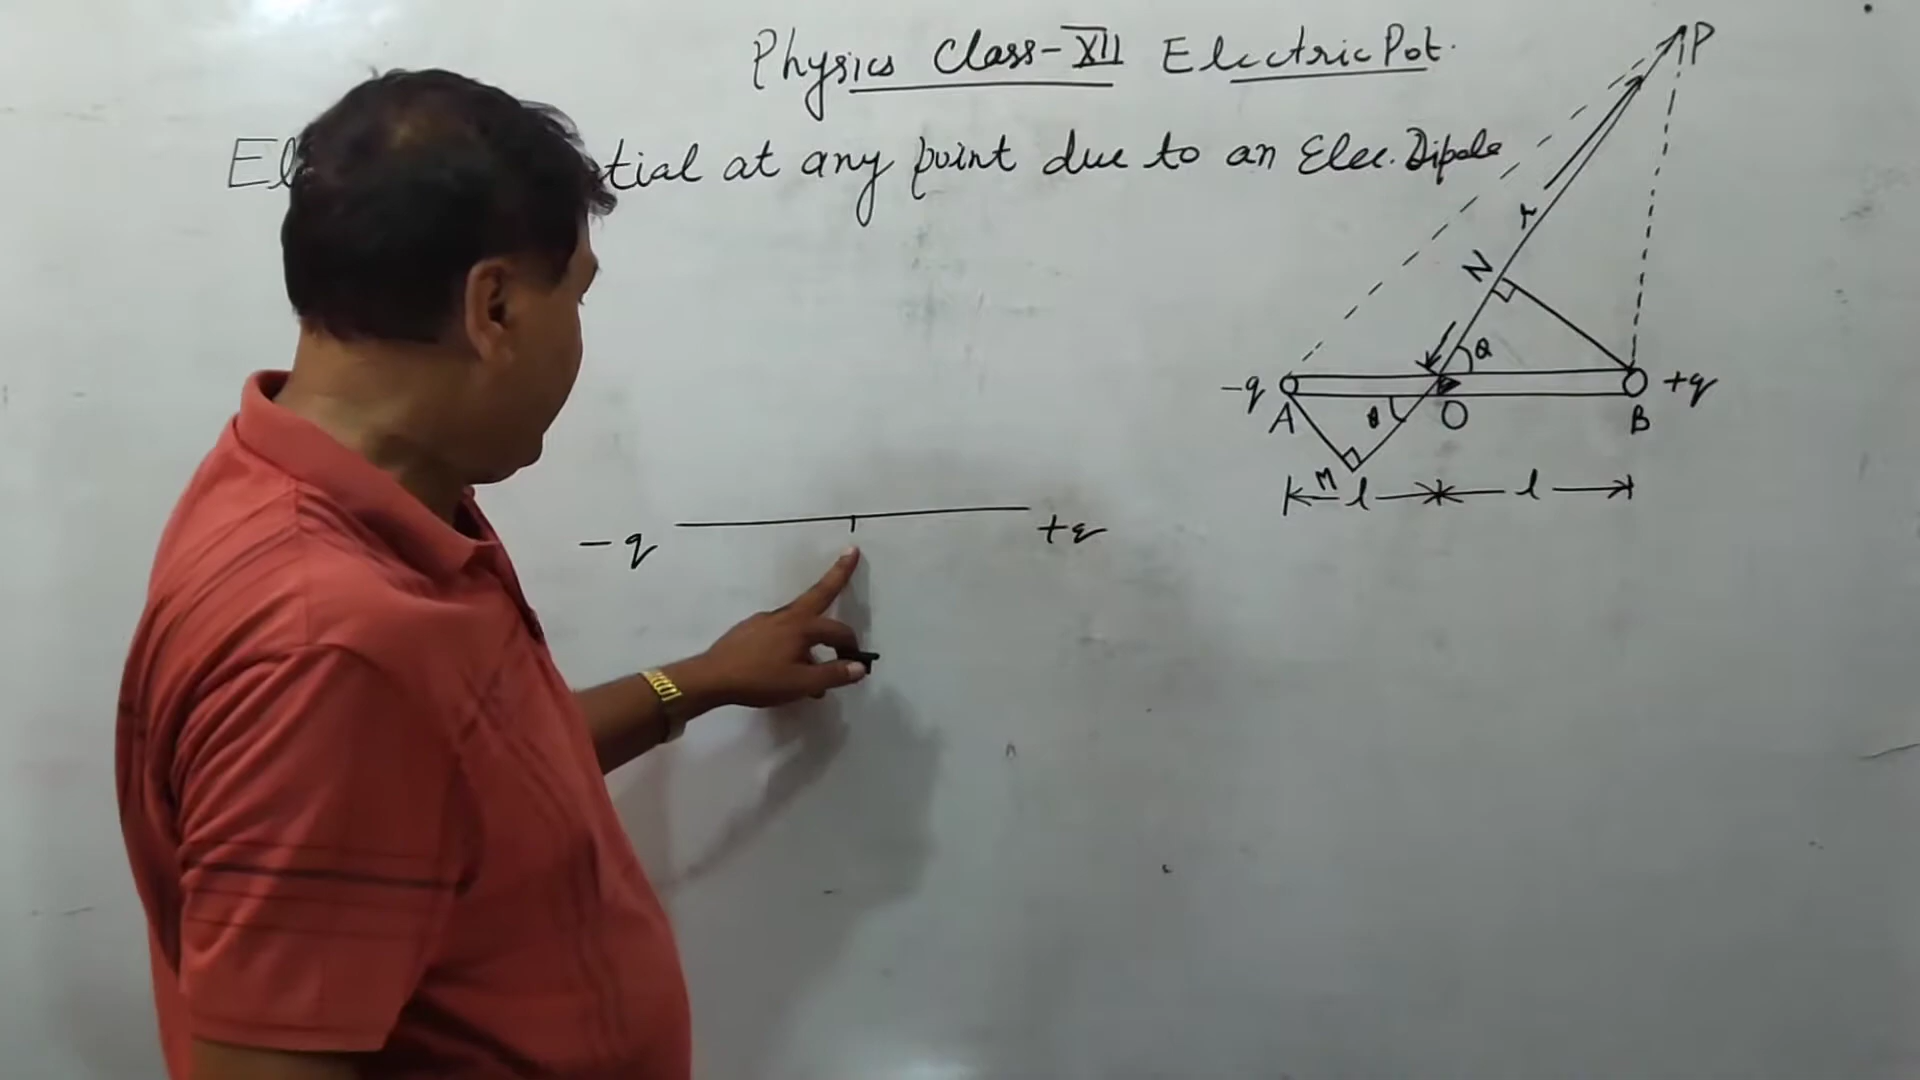 Physics Class-XII Electric Pot.
tial at any point due to an Elec. Dipole
P
r
N
θ
-q +q
A θ O B
M
l l
-q +q